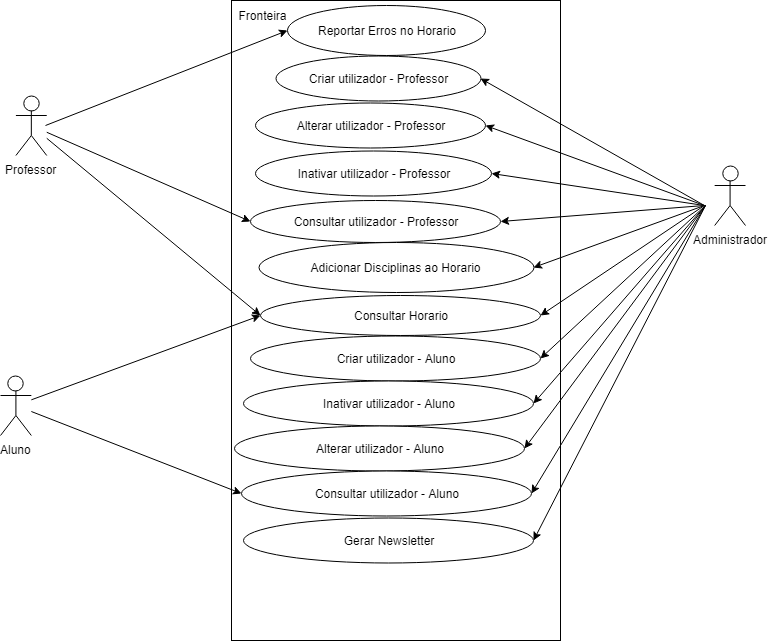 Fronteira
Reportar Erros no Horario
Criar utilizador - Professor
Alterar utilizador - Professor
Professor
Inativar utilizador - Professor
Consultar utilizador - Professor
Administrador
Adicionar Disciplinas ao Horario
Consultar Horario
Criar utilizador - Aluno
Inativar utilizador - Aluno
Alterar utilizador - Aluno
Aluno
Consultar utilizador - Aluno
Gerar Newsletter